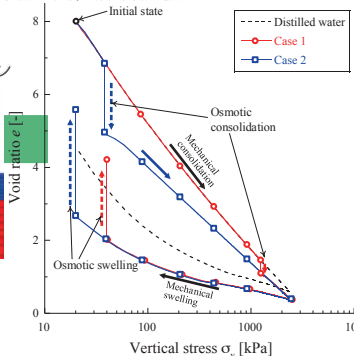 Initial state
Distilled water
Case 1
Case 2
Osmotic
consolidation
Mechanical
consolidation
Osmotic swelling
Mechanical
swelling
8
6
4
2
0
10
100
1000
Void ratio e [-]
Vertical stress σv [kPa]